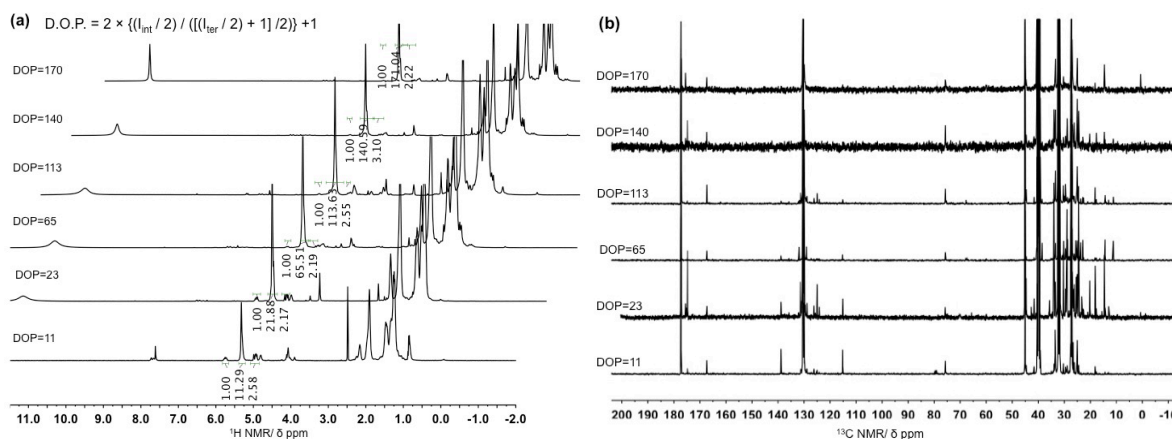 (a) D.O.P. = 2 × {(I_int / 2) / ([(I_ter / 2) + 1] /2)} +1
DOP=170
1.00
171.04
2.22
DOP=140
1.00
140.59
3.10
DOP=113
1.00
113.63
2.55
DOP=65
1.00
65.51
2.19
DOP=23
1.00
21.88
2.17
DOP=11
1.00
11.29
2.58
11.0 10.0 9.0 8.0 7.0 6.0 5.0 4.0 3.0 2.0 1.0 0.0 -1.0 -2.0
¹H NMR/ δ ppm
(b)
DOP=170
DOP=140
DOP=113
DOP=65
DOP=23
DOP=11
204 190 180 170 160 150 140 130 120 110 100 90 80 70 60 50 40 30 20 10 0 -10
¹³C NMR/ δ ppm